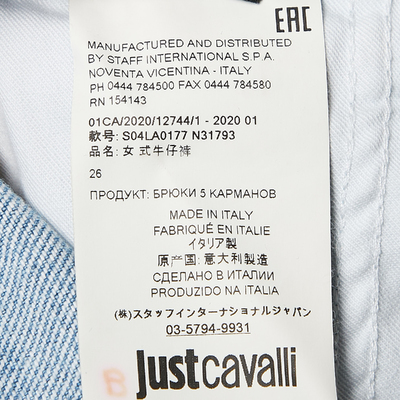 EAC
MANUFACTURED AND DISTRIBUTED
BY STAFF INTERNATIONAL S.P.A.
NOVENTA VICENTINA - ITALY
PH 0444 784500 FAX 0444 784580
RN 154143
01CA/2020/12744/1 - 2020 01
款号: S04LA0177 N31793
品名: 女 式牛仔裤
26
ПРОДУКТ: БРЮКИ 5 КАРМАНОВ
MADE IN ITALY
FABRIQUÉ EN ITALIE
イタリア製
原产国: 意大利製造
СДЕЛАНО В ИТАЛИИ
PRODUZIDO NA ITALIA
(株)スタッフインターナショナルジャパン
03-5794-9931
8 justcavalli